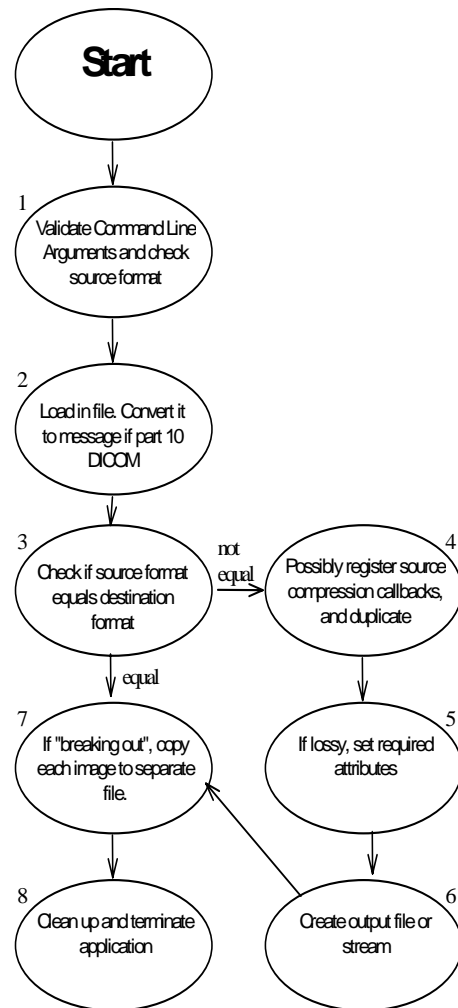 Start
1
Validate Command Line
Arguments and check
source format
2
Load in file. Convert it
to message if part 10
DICOM
3
Check if source format
equals destination
format
not
equal
4
Possibly register source
compression callbacks,
and duplicate
equal
5
If lossy, set required
attributes
6
Create output file or
stream
7
If "breaking out", copy
each image to separate
file.
8
Clean up and terminate
application